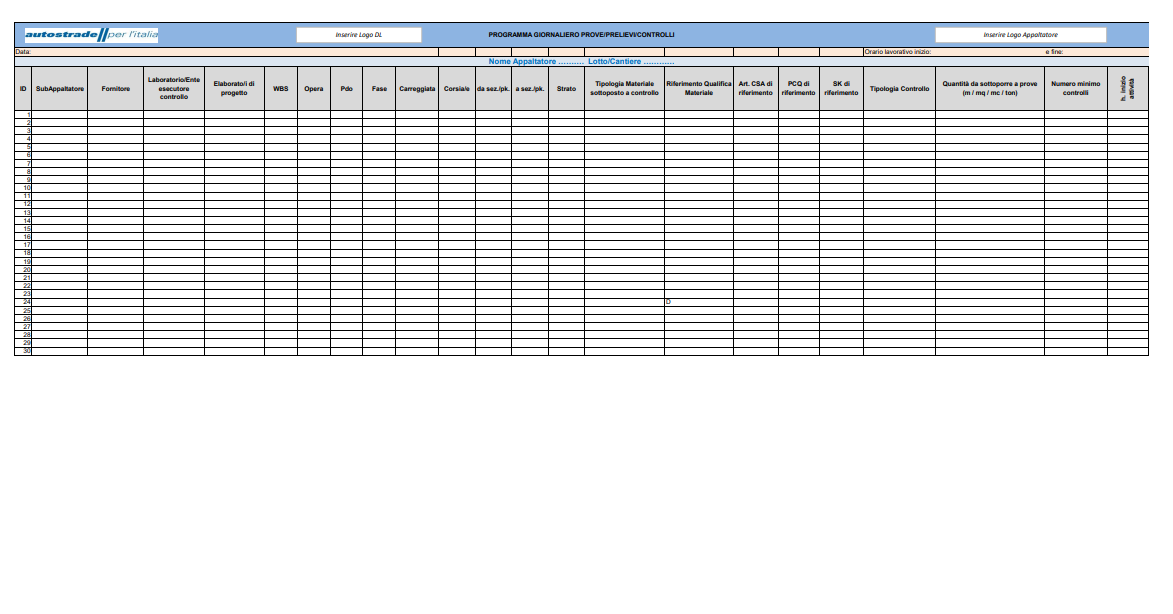 autostrade per l'italia
Inserire Logo DL
PROGRAMMA GIORNALIERO PROVE/PRELIEVI/CONTROLLI
Inserire Logo Appaltatore
Data: Orario lavorativo inizio: e fine:
Nome Appaltatore ………. Lotto/Cantiere …………
ID
SubAppaltatore
Fornitore
Laboratorio/Ente
esecutore
controllo
Elaborato/i di
progetto
WBS
Opera
Pdo
Fase
Carreggiata
Corsia/e
da sez./pk.
a sez./pk.
Strato
Tipologia Materiale
sottoposto a controllo
Riferimento Qualifica
Materiale
Art. CSA di
riferimento
PCQ di
riferimento
SK di
riferimento
Tipologia Controllo
Quantità da sottoporre a prove
(m / mq / mc / ton)
Numero minimo
controlli
h. inizio
attività
1
2
3
4
5
6
7
8
9
10
11
12
13
14
15
16
17
18
19
20
21
22
23
24 D
25
26
27
28
29
30